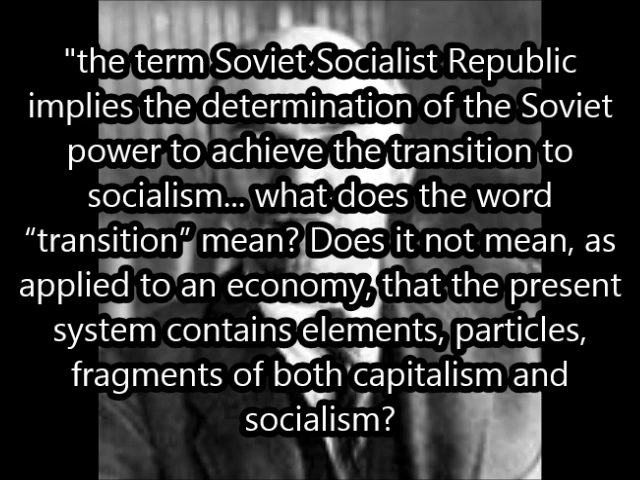 "the term Soviet Socialist Republic
implies the determination of the Soviet
power to achieve the transition to
socialism... what does the word
“transition” mean? Does it not mean, as
applied to an economy, that the present
system contains elements, particles,
fragments of both capitalism and
socialism?